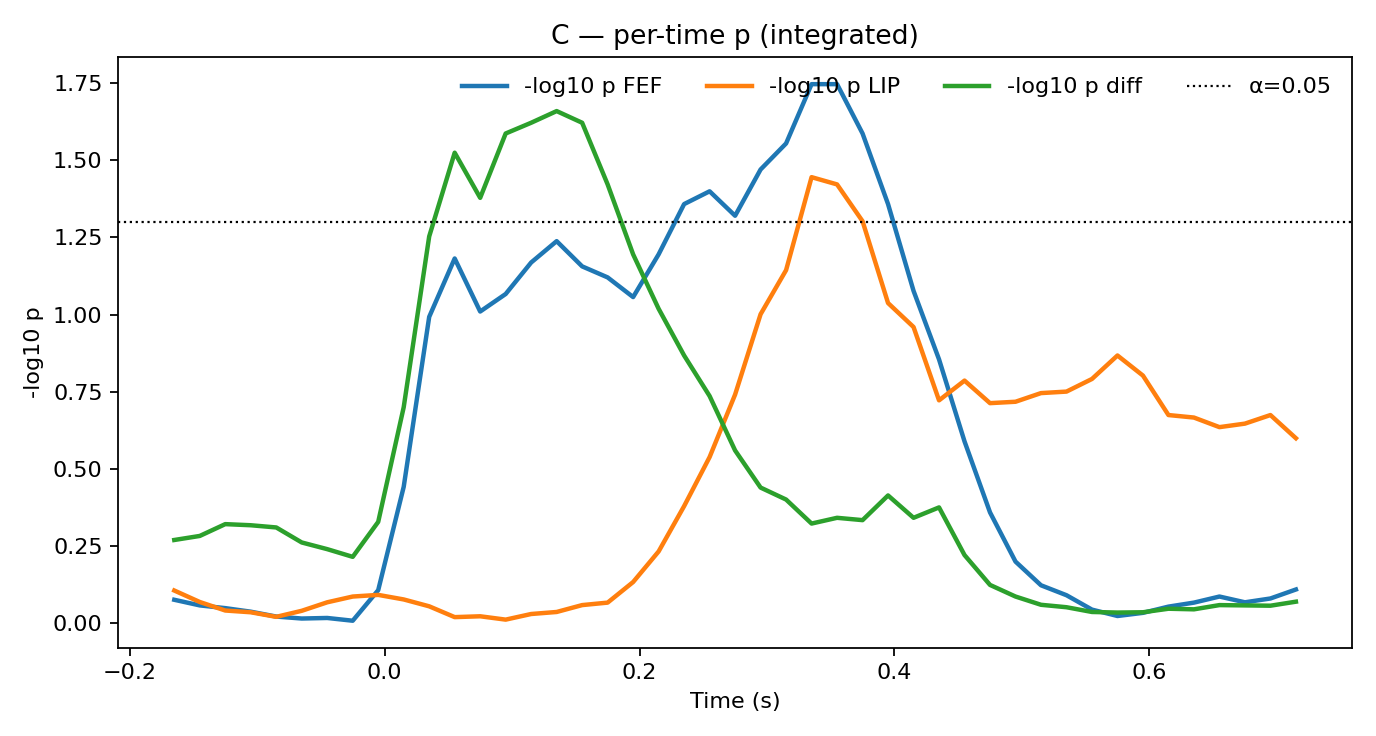 C — per-time p (integrated)
-log10 p FEF
-log10 p LIP
-log10 p diff
α=0.05
1.75
1.50
1.25
1.00
0.75
0.50
0.25
0.00
-log10 p
−0.2
0.0
0.2
0.4
0.6
Time (s)